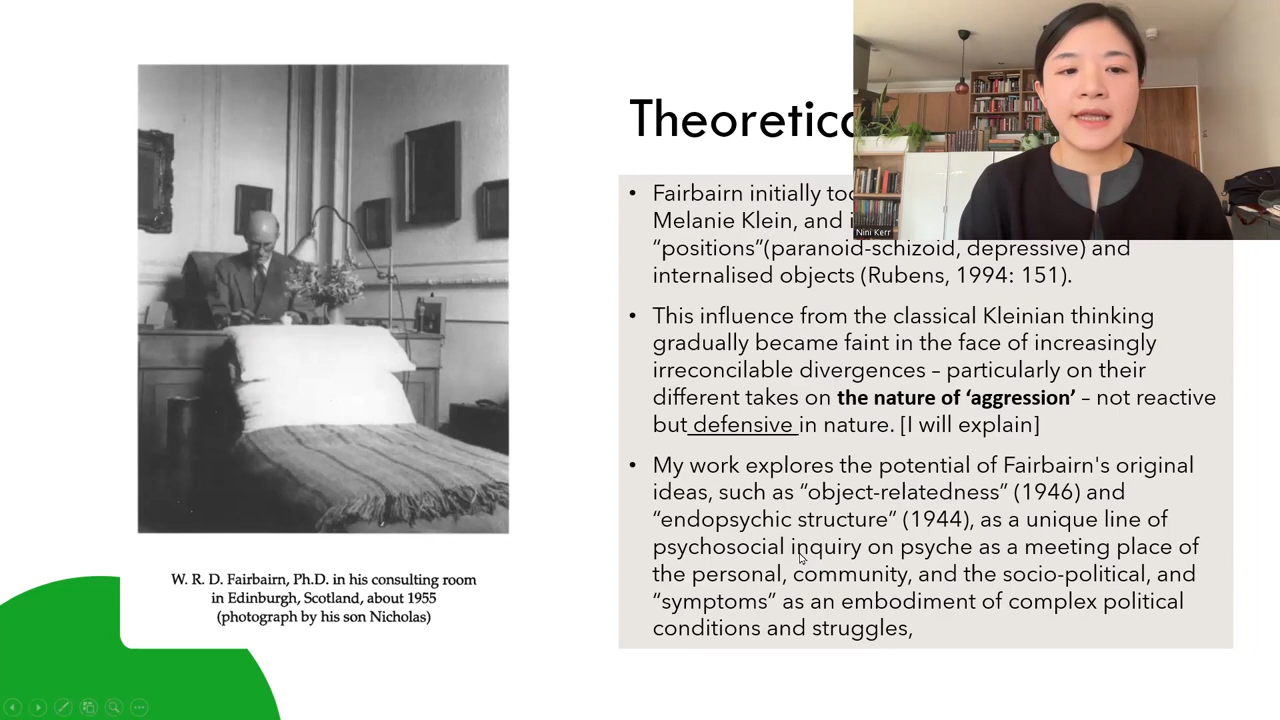 Nini Kerr
Fairbairn initially
Melanie Klein, and
“positions”(paranoid-schizoid, depressive) and
internalised objects (Rubens, 1994: 151).
This influence from the classical Kleinian thinking
gradually became faint in the face of increasingly
irreconcilable divergences – particularly on their
different takes on the nature of ‘aggression’ – not reactive
but defensive in nature. [I will explain]
My work explores the potential of Fairbairn's original
ideas, such as “object-relatedness” (1946) and
“endopsychic structure” (1944), as a unique line of
psychosocial inquiry on psyche as a meeting place of
the personal, community, and the socio-political, and
“symptoms” as an embodiment of complex political
conditions and struggles,
W. R. D. Fairbairn, Ph.D. in his consulting room
in Edinburgh, Scotland, about 1955
(photograph by his son Nicholas)